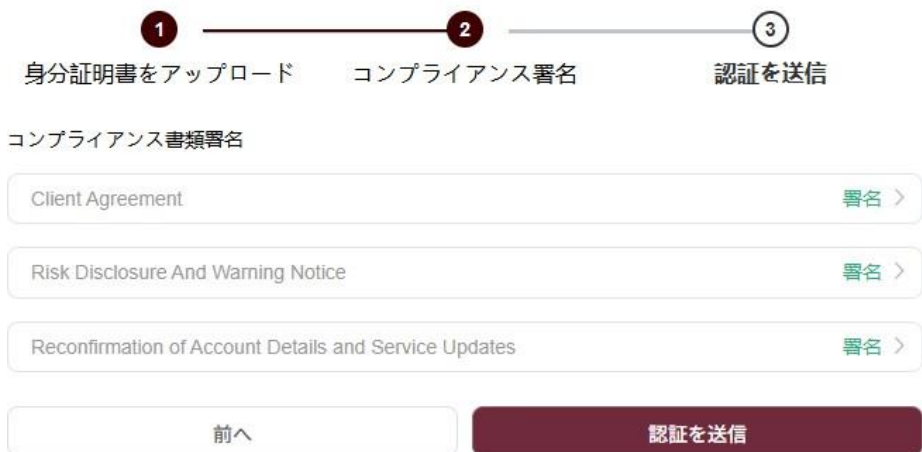 1 2 3
身分証明書をアップロード コンプライアンス署名 認証を送信
コンプライアンス書類署名
Client Agreement 署名 >
Risk Disclosure And Warning Notice 署名 >
Reconfirmation of Account Details and Service Updates 署名 >
前へ 認証を送信